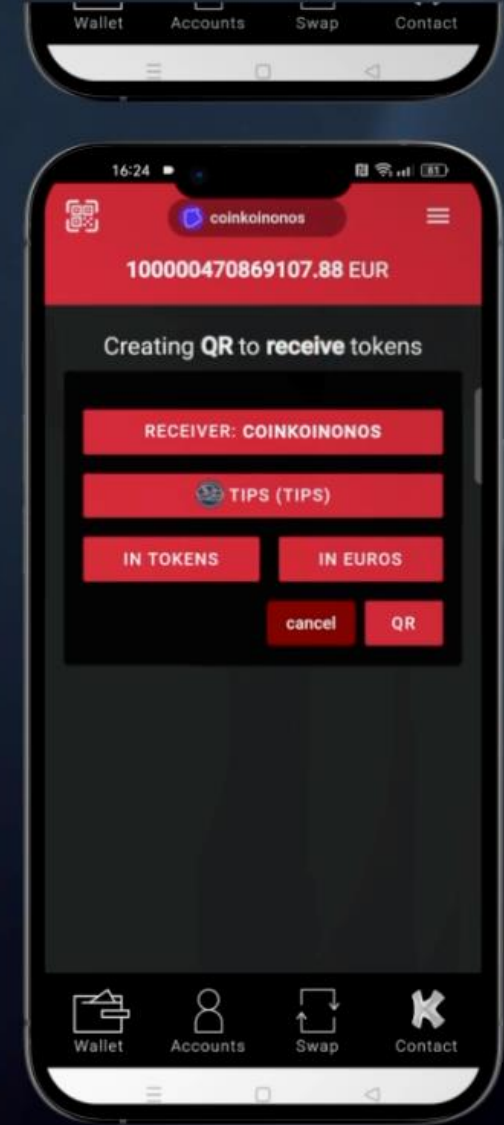 Wallet Accounts Swap Contact
16:24 81
coinkoinonos
100000470869107.88 EUR
Creating QR to receive tokens
RECEIVER: COINKOINONOS
TIPS (TIPS)
IN TOKENS IN EUROS
cancel QR
Wallet Accounts Swap Contact